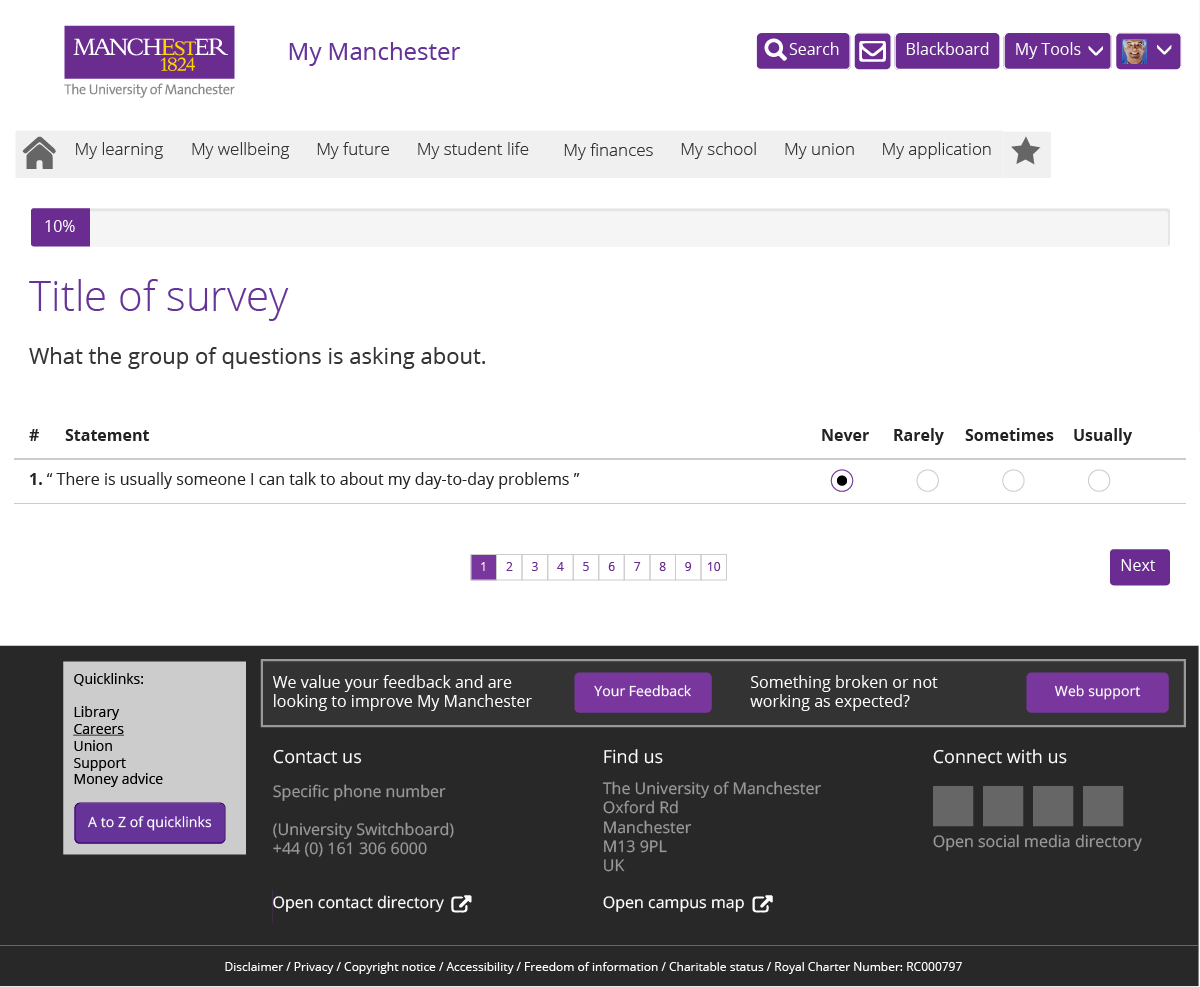 MANCHESTER
1824
The University of Manchester
My Manchester
Search
Blackboard
My Tools
My learning
My wellbeing
My future
My student life
My finances
My school
My union
My application
10%
Title of survey
What the group of questions is asking about.
# Statement Never Rarely Sometimes Usually
1. “ There is usually someone I can talk to about my day-to-day problems ”
1 2 3 4 5 6 7 8 9 10
Next
Quicklinks:
Library
Careers
Union
Support
Money advice
A to Z of quicklinks
We value your feedback and are
looking to improve My Manchester
Your Feedback
Something broken or not
working as expected?
Web support
Contact us
Specific phone number
(University Switchboard)
+44 (0) 161 306 6000
Open contact directory
Find us
The University of Manchester
Oxford Rd
Manchester
M13 9PL
UK
Open campus map
Connect with us
Open social media directory
Disclaimer / Privacy / Copyright notice / Accessibility / Freedom of information / Charitable status / Royal Charter Number: RC000797